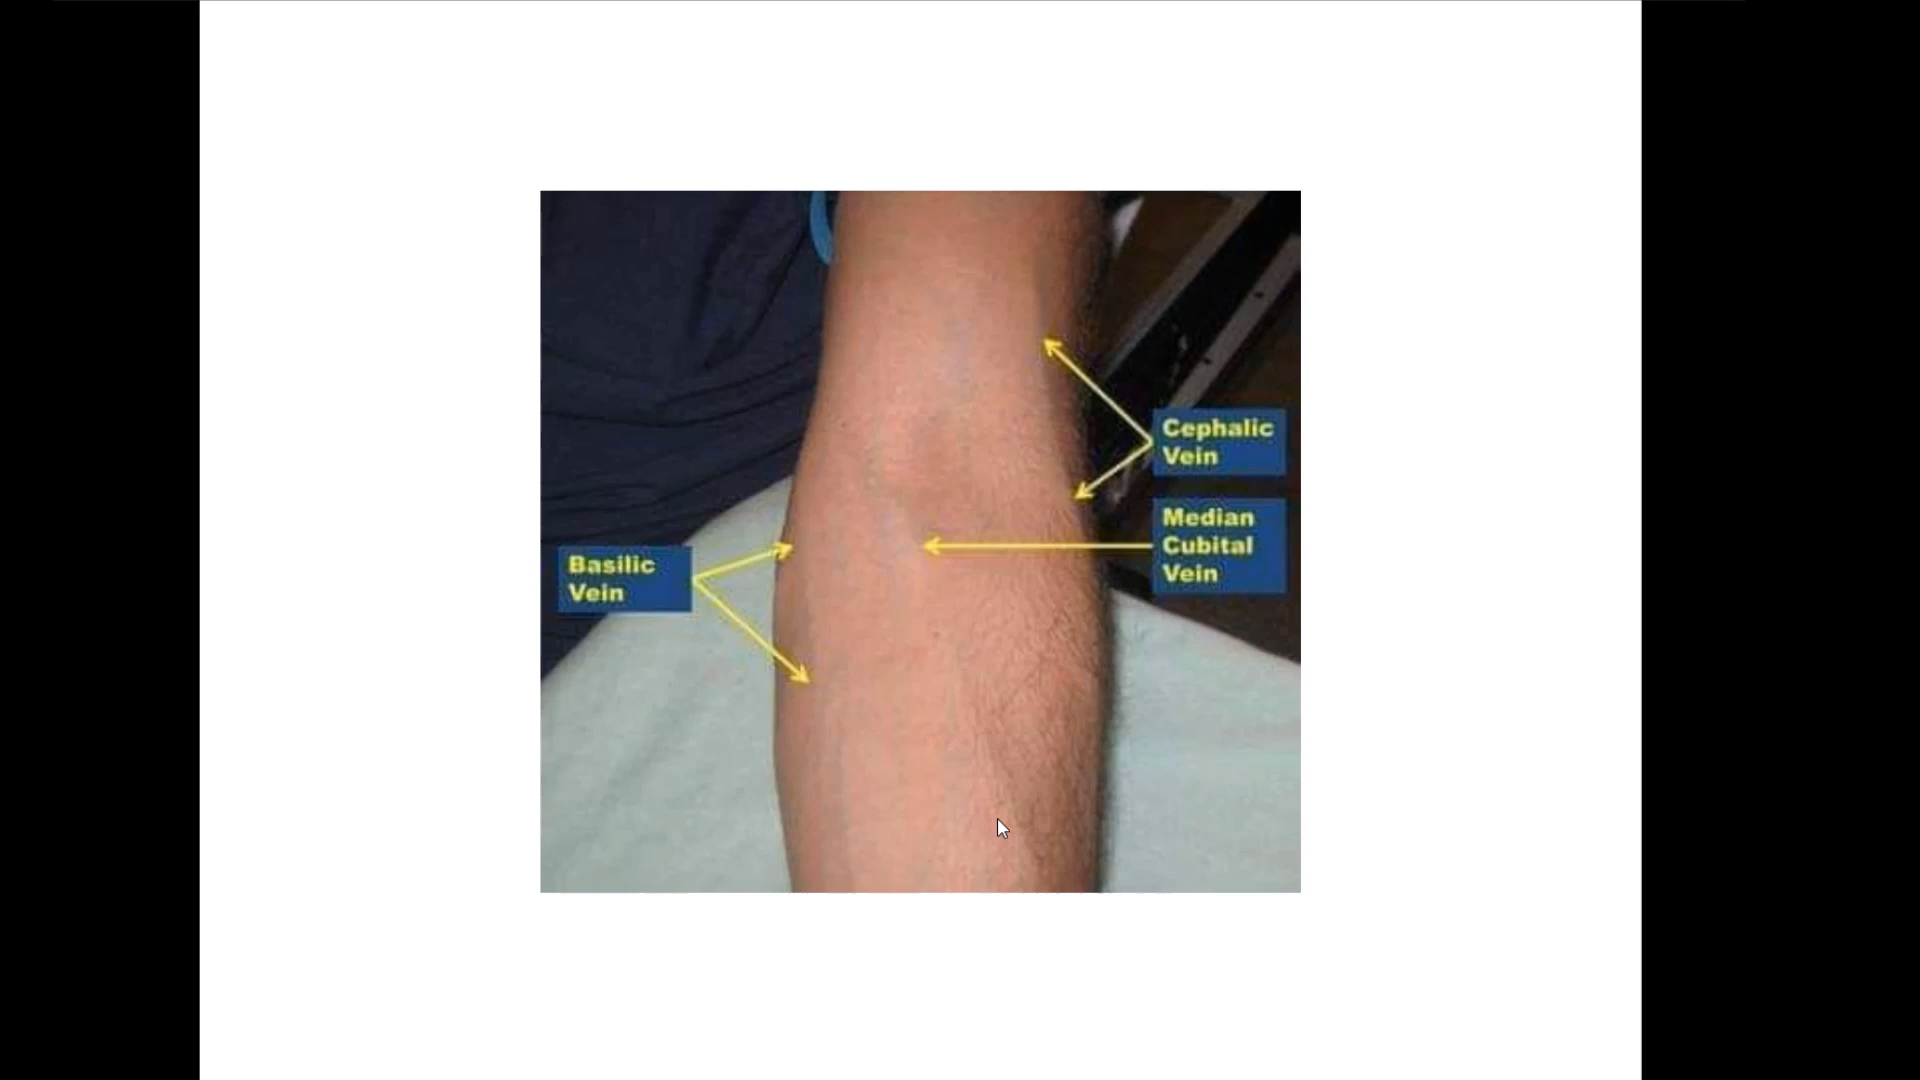 Cephalic
Vein
Median
Cubital
Vein
Basilic
Vein